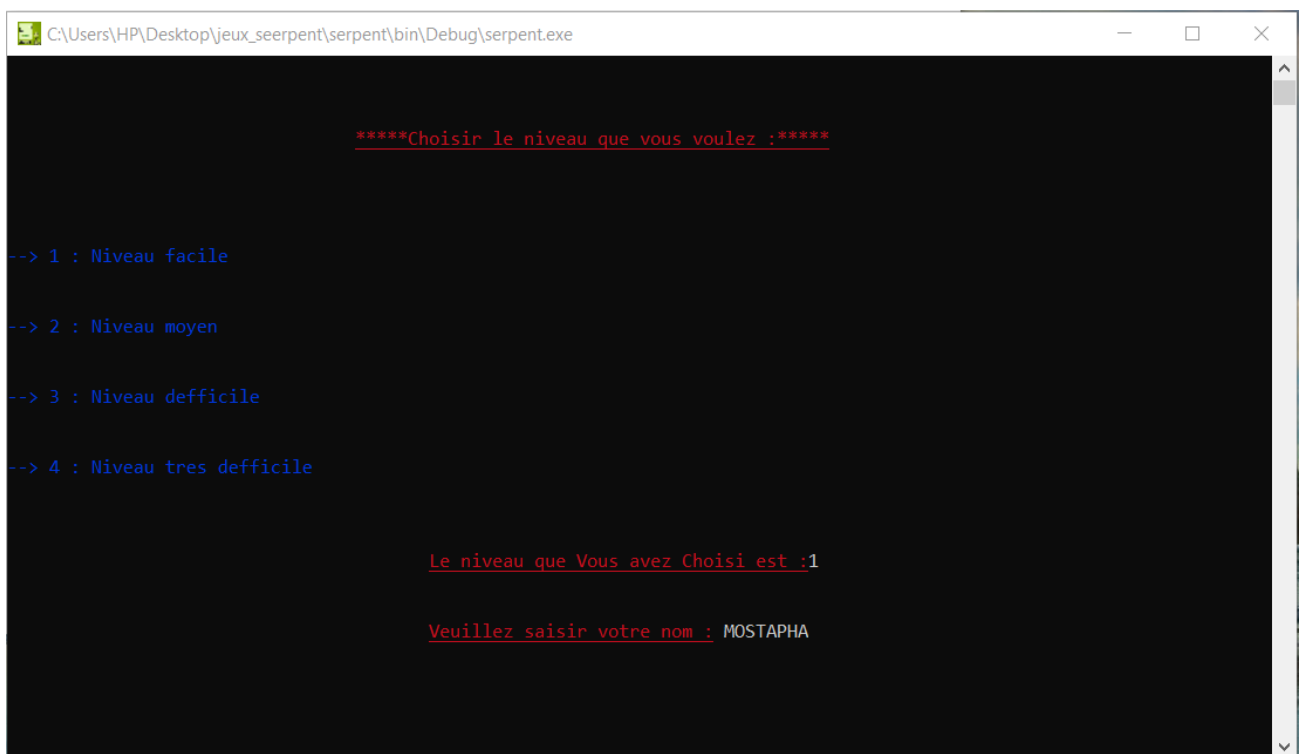 C:\Users\HP\Desktop\jeux_seerpent\serpent\bin\Debug\serpent.exe
*****Choisir le niveau que vous voulez :*****
--> 1 : Niveau facile
--> 2 : Niveau moyen
--> 3 : Niveau defficile
--> 4 : Niveau tres defficile
Le niveau que Vous avez Choisi est :1
Veuillez saisir votre nom : MOSTAPHA